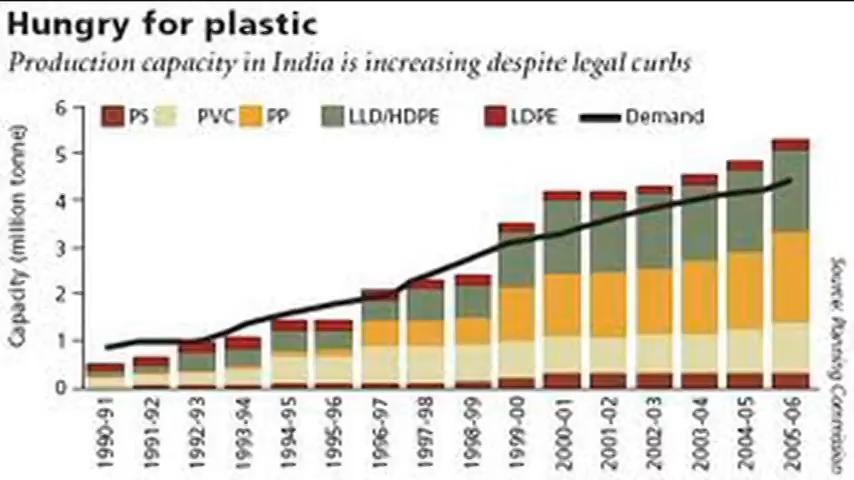 Hungry for plastic
Production capacity in India is increasing despite legal curbs
Capacity (million tonne)
6
5
4
3
2
1
0
PS PVC PP LLD/HDPE LDPE Demand
1990-91 1991-92 1992-93 1993-94 1994-95 1995-96 1996-97 1997-98 1998-99 1999-00 2000-01 2001-02 2002-03 2003-04 2004-05 2005-06
Source: Planning Commission